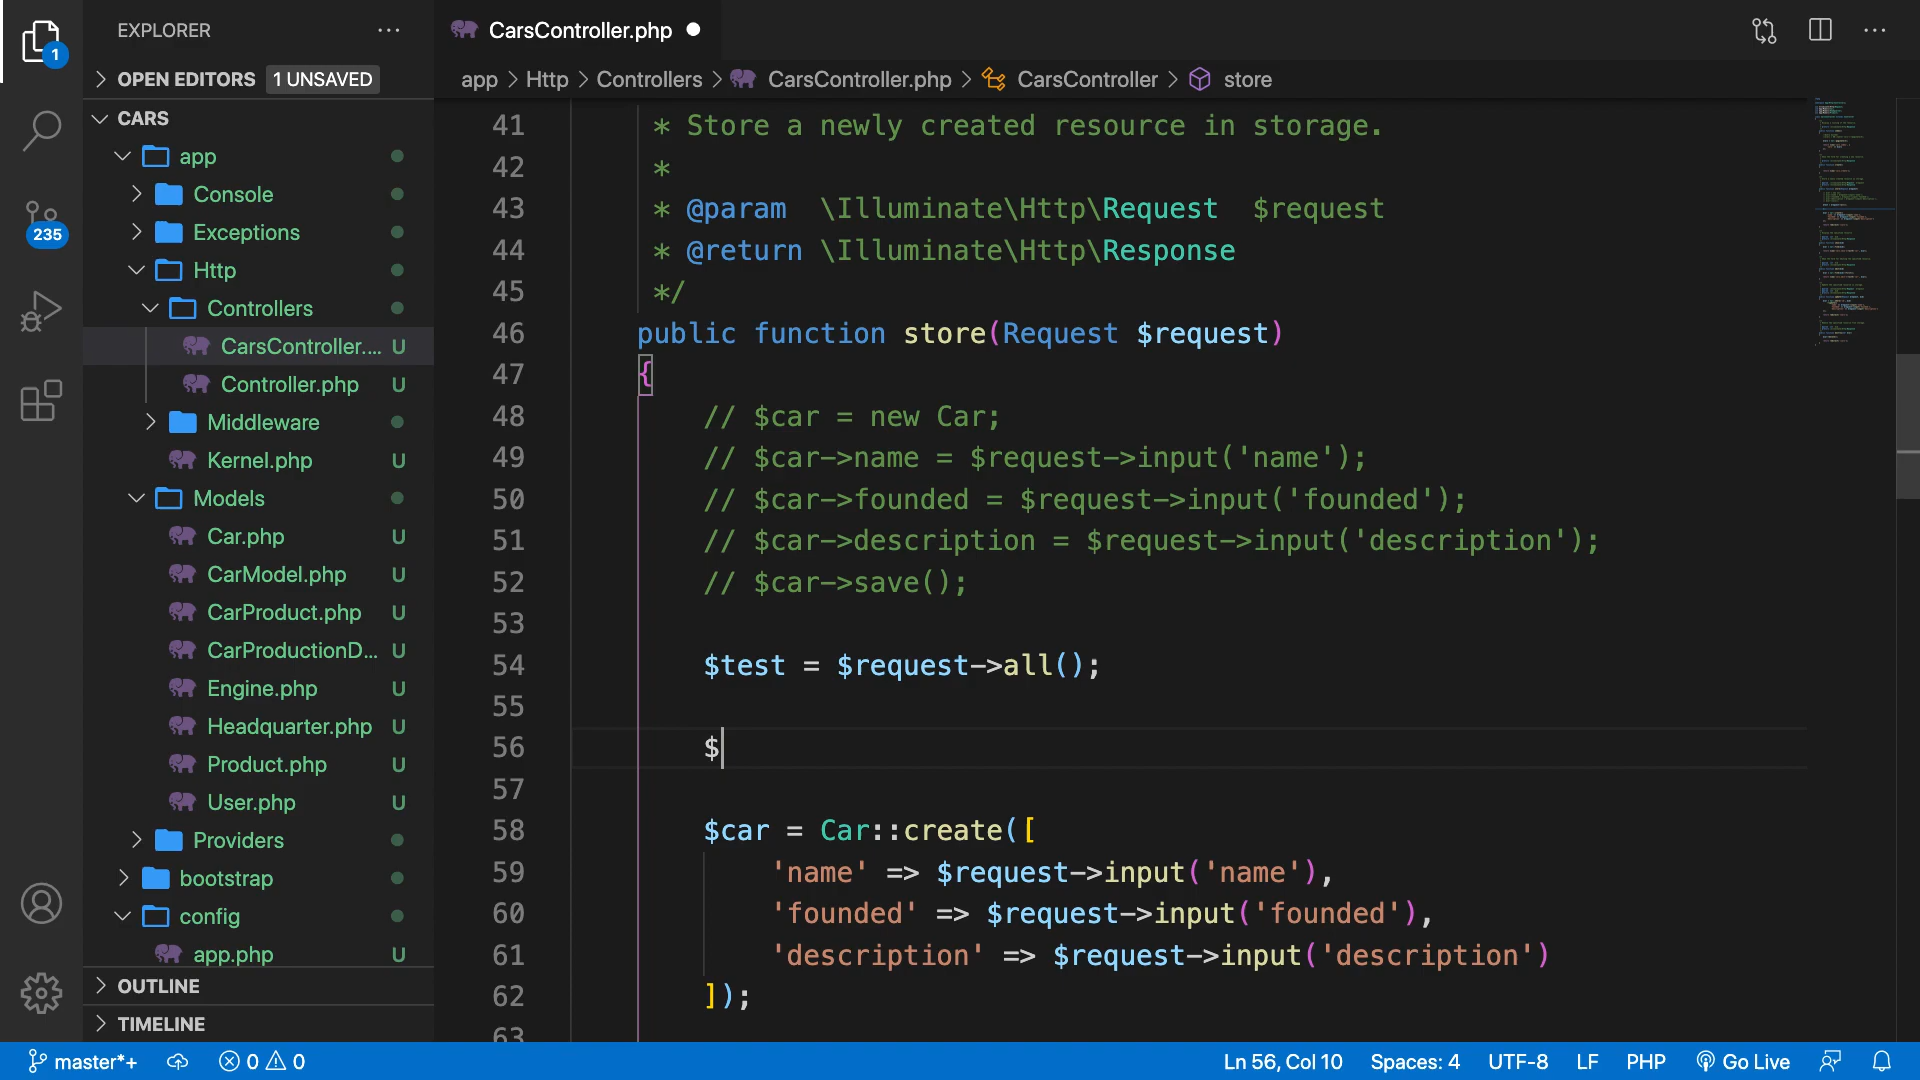 EXPLORER
CarsController.php
1
OPEN EDITORS 1 UNSAVED
app > Http > Controllers > CarsController.php > CarsController > store
CARS
app
Console
Exceptions
Http
Controllers
CarsController.... U
Controller.php U
Middleware
Kernel.php U
Models
Car.php U
CarModel.php U
CarProduct.php U
CarProductionD... U
Engine.php U
Headquarter.php U
Product.php U
User.php U
Providers
bootstrap
config
app.php U
OUTLINE
TIMELINE
235
41 * Store a newly created resource in storage.
42 *
43 * @param  \Illuminate\Http\Request  $request
44 * @return \Illuminate\Http\Response
45 */
46 public function store(Request $request)
47 {
48 // $car = new Car;
49 // $car->name = $request->input('name');
50 // $car->founded = $request->input('founded');
51 // $car->description = $request->input('description');
52 // $car->save();
53
54 $test = $request->all();
55
56 $
57
58 $car = Car::create([
59 'name' => $request->input('name'),
60 'founded' => $request->input('founded'),
61 'description' => $request->input('description')
62 ]);
63
master*+ 0 0 Ln 56, Col 10 Spaces: 4 UTF-8 LF PHP Go Live